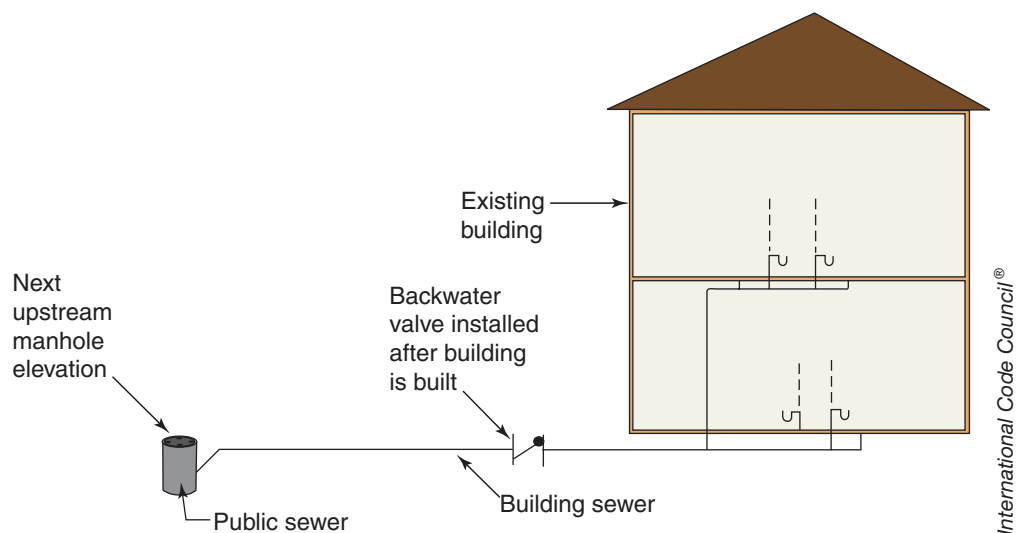 Existing
building
Next
upstream
manhole
elevation
Backwater
valve installed
after building
is built
Building sewer
Public sewer
International Code Council®